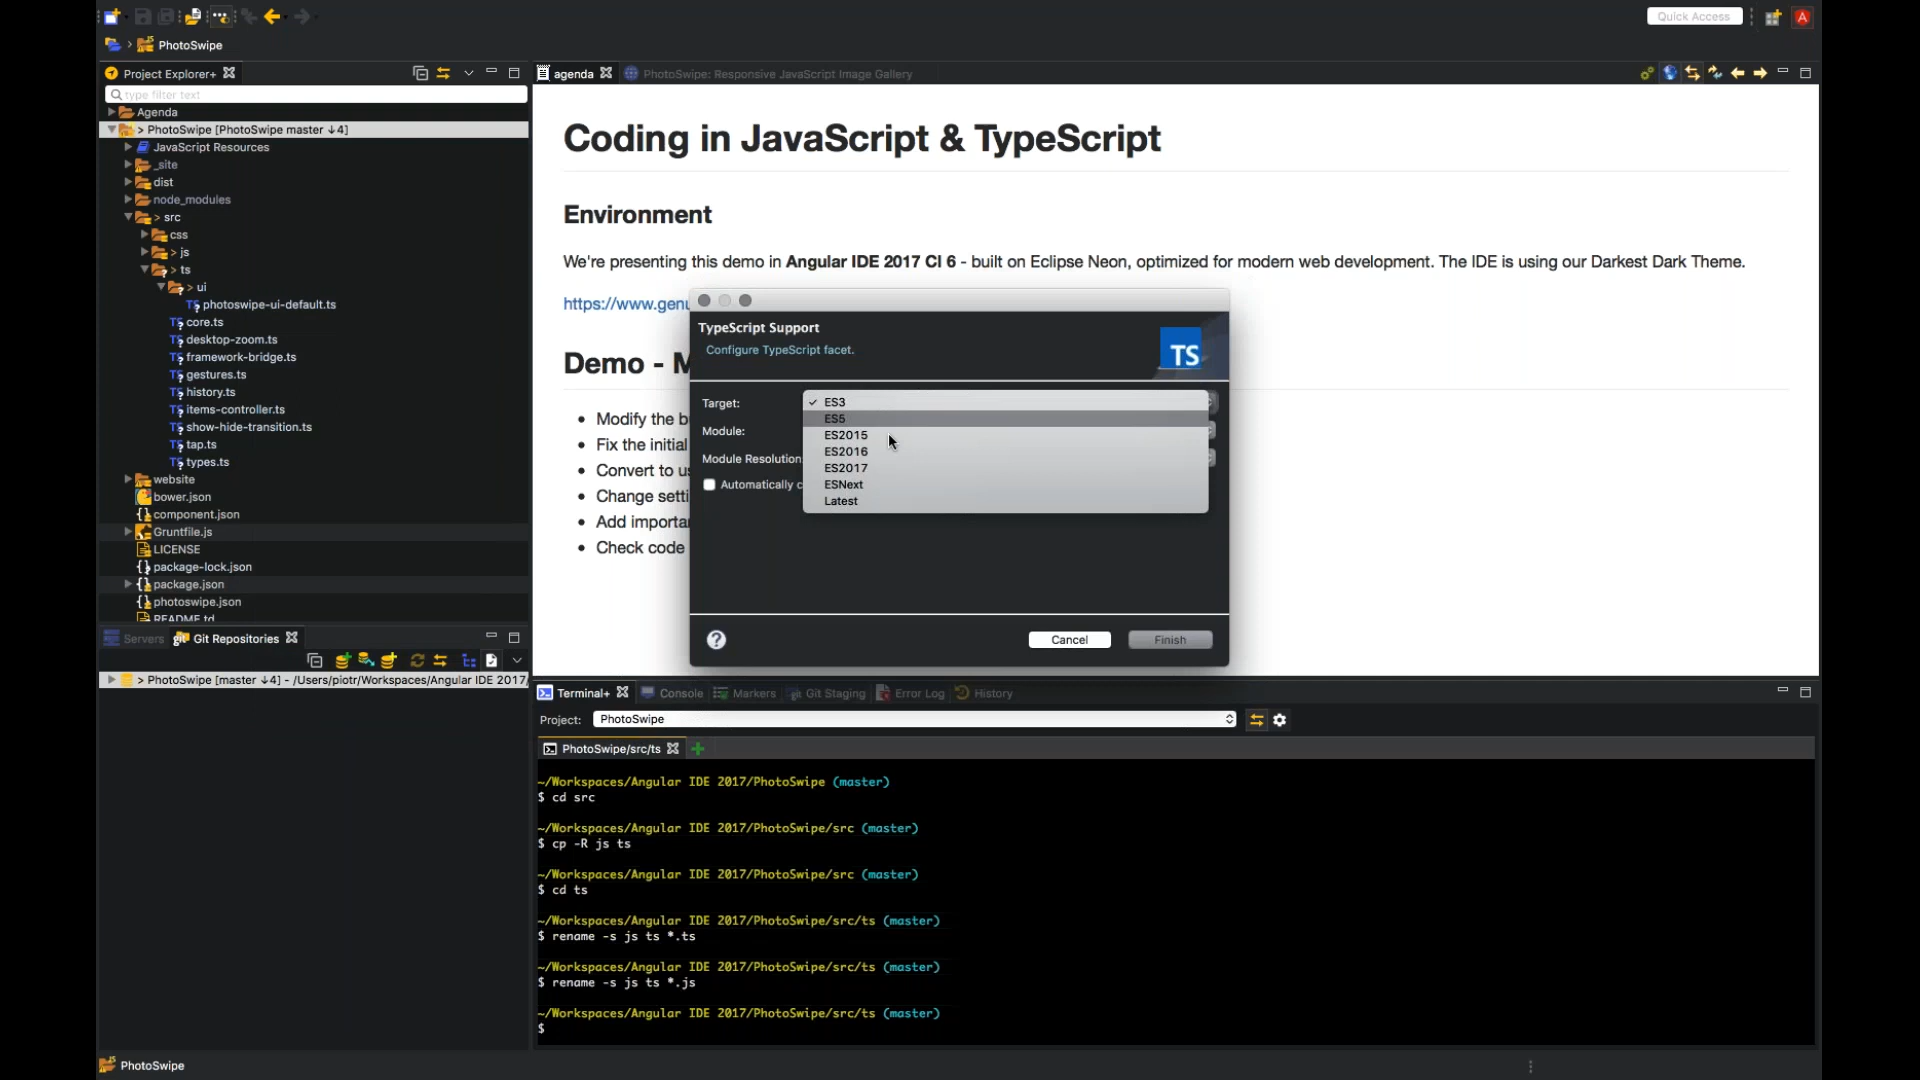 Quick Access
PhotoSwipe
Project Explorer+
type filter text
Agenda
> PhotoSwipe [PhotoSwipe master ↓4]
JavaScript Resources
_site
dist
node_modules
> src
css
> js
> ts
> ui
photoswipe-ui-default.ts
core.ts
desktop-zoom.ts
framework-bridge.ts
gestures.ts
history.ts
items-controller.ts
show-hide-transition.ts
tap.ts
types.ts
website
bower.json
component.json
Gruntfile.js
LICENSE
package-lock.json
package.json
photoswipe.json
Servers
Git Repositories
> PhotoSwipe [master ↓4] - /Users/piotr/Workspaces/Angular IDE 2017/
agenda
PhotoSwipe: Responsive JavaScript Image Gallery
Coding in JavaScript & TypeScript
Environment
We're presenting this demo in Angular IDE 2017 CI 6 - built on Eclipse Neon, optimized for modern web development. The IDE is using our Darkest Dark Theme.
https://www.genu
Demo - M
Modify the b
Fix the initial
Convert to us
Change setti
Add importa
Check code
TypeScript Support
Configure TypeScript facet.
TS
Target:
✓ ES3
ES5
ES2015
ES2016
ES2017
ESNext
Latest
Module:
Module Resolution:
Automatically c
Cancel
Finish
Terminal+
Console
Markers
Git Staging
Error Log
History
Project:
PhotoSwipe
PhotoSwipe/src/ts
~/Workspaces/Angular IDE 2017/PhotoSwipe (master)
$ cd src
~/Workspaces/Angular IDE 2017/PhotoSwipe/src (master)
$ cp -R js ts
~/Workspaces/Angular IDE 2017/PhotoSwipe/src (master)
$ cd ts
~/Workspaces/Angular IDE 2017/PhotoSwipe/src/ts (master)
$ rename -s js ts *.ts
~/Workspaces/Angular IDE 2017/PhotoSwipe/src/ts (master)
$ rename -s js ts *.js
~/Workspaces/Angular IDE 2017/PhotoSwipe/src/ts (master)
$
PhotoSwipe